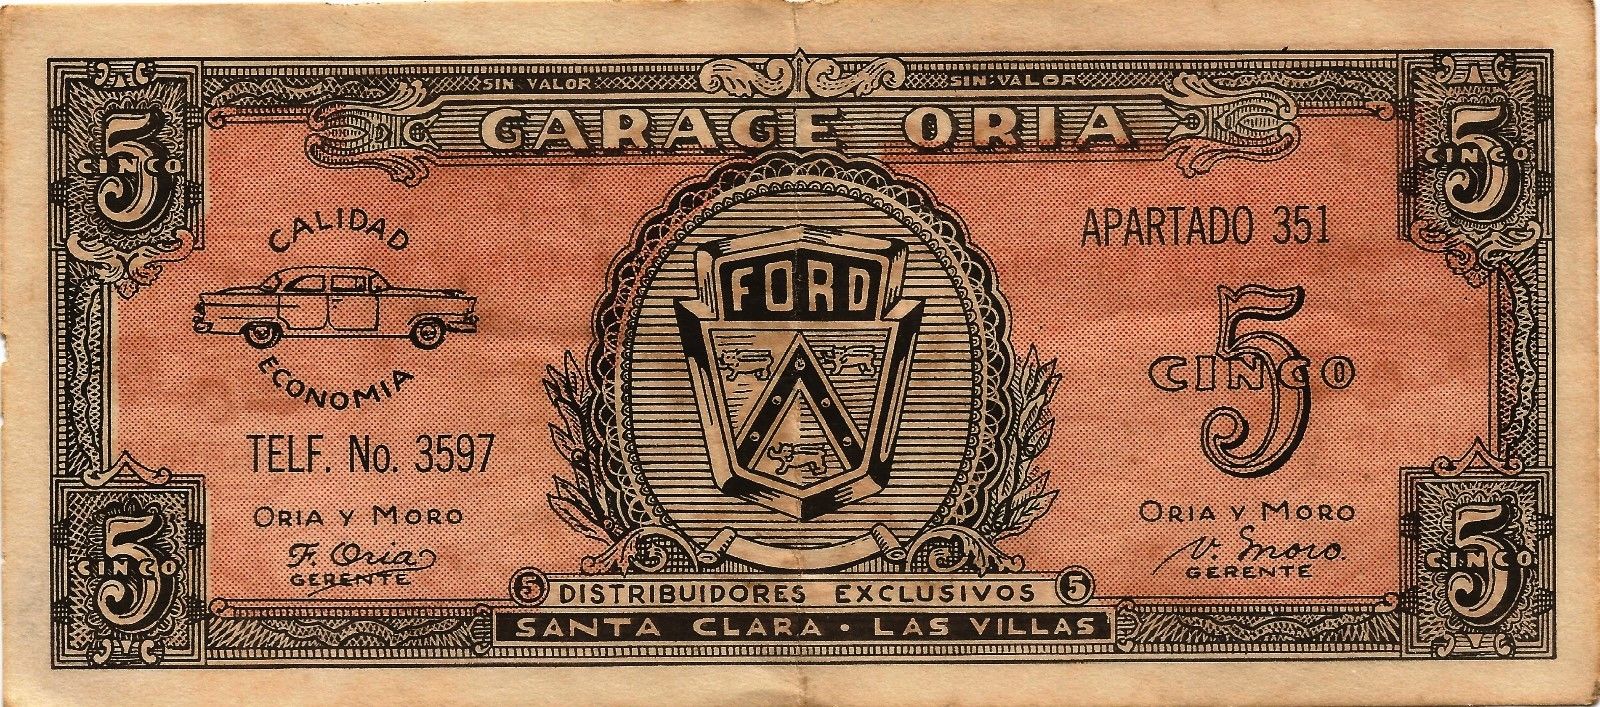 SIN VALOR SIN VALOR
GARAGE ORIA
5 CINCO
5 CINCO
CALIDAD
ECONOMIA
TELF. No. 3597
ORIA Y MORO
F. Oria
GERENTE
FORD
APARTADO 351
5 CINCO
ORIA Y MORO
V. Moro.
GERENTE
5 CINCO
5 CINCO
5 DISTRIBUIDORES EXCLUSIVOS 5
SANTA CLARA · LAS VILLAS